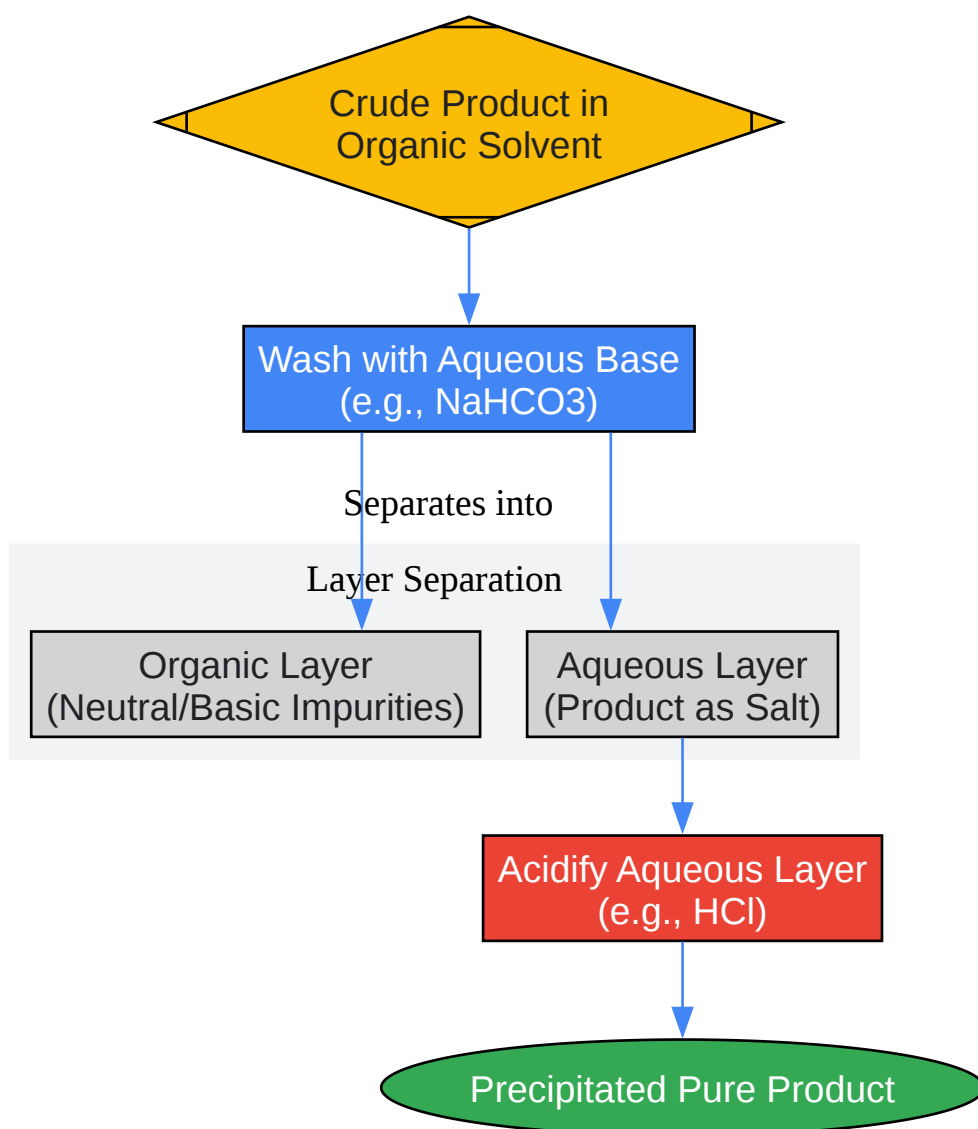 Crude Product in
Organic Solvent
Wash with Aqueous Base
(e.g., NaHCO3)
Separates into
Layer Separation
Organic Layer
(Neutral/Basic Impurities)
Aqueous Layer
(Product as Salt)
Acidify Aqueous Layer
(e.g., HCl)
Precipitated Pure Product